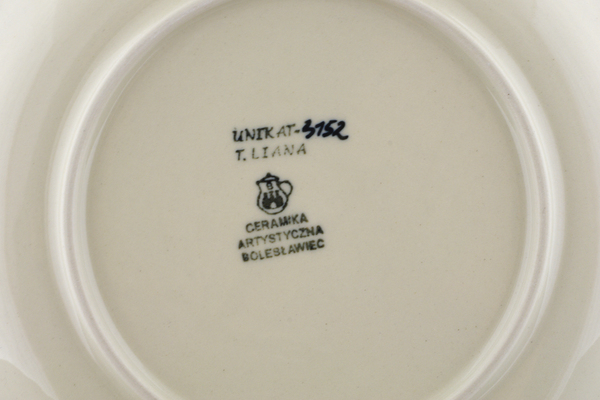 UNIKAT-3152
T. LIANA
CERAMIKA
ARTYSTYCZNA
BOLESŁAWIEC